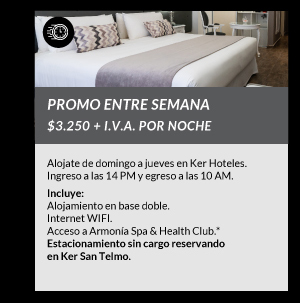 PROMO ENTRE SEMANA
$3.250 + I.V.A. POR NOCHE
Alojate de domingo a jueves en Ker Hoteles.
Ingreso a las 14 PM y egreso a las 10 AM.
Incluye:
Alojamiento en base doble.
Internet WIFI.
Acceso a Armonía Spa & Health Club.*
Estacionamiento sin cargo reservando
en Ker San Telmo.